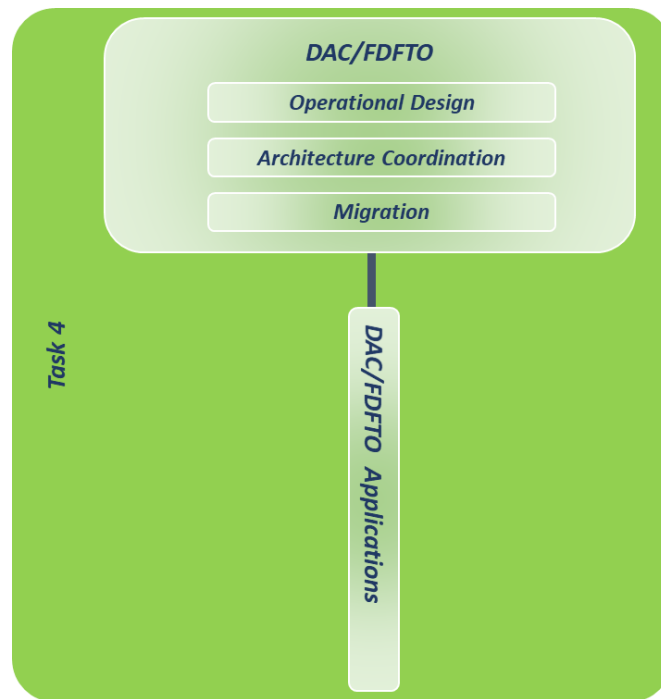 DAC/FDFTO
Operational Design
Architecture Coordination
Migration
Task 4
DAC/FDFTO Applications